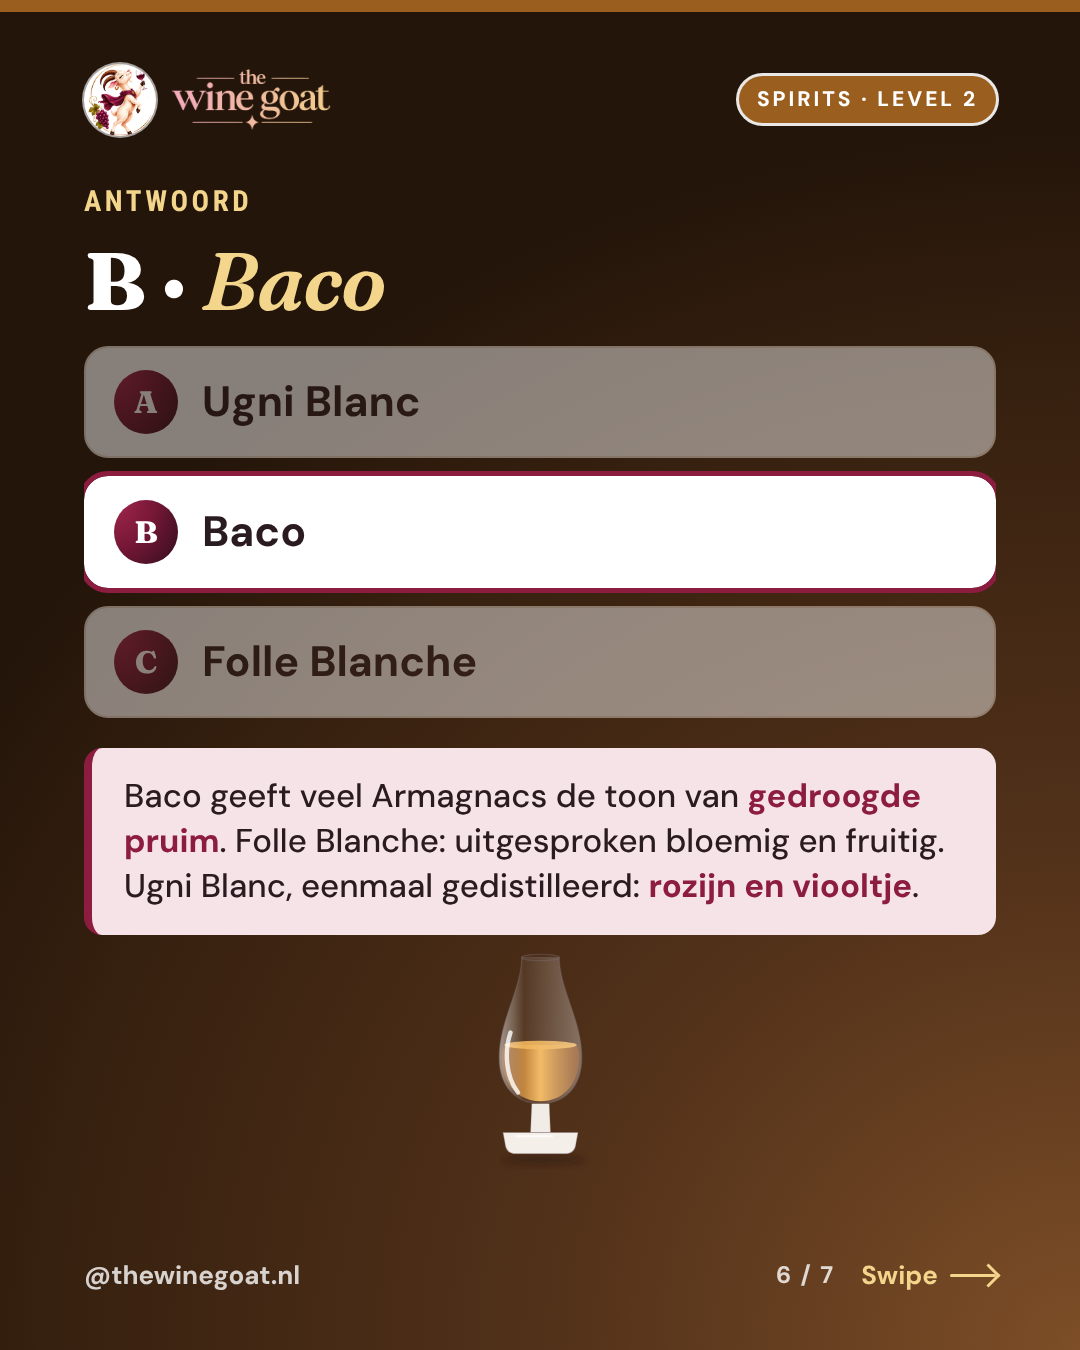 the
wine goat
SPIRITS · LEVEL 2
ANTWOORD
B · Baco
A Ugni Blanc
B Baco
C Folle Blanche
Baco geeft veel Armagnacs de toon van gedroogde
pruim. Folle Blanche: uitgesproken bloemig en fruitig.
Ugni Blanc, eenmaal gedistilleerd: rozijn en viooltje.
@thewinegoat.nl
6 / 7 Swipe